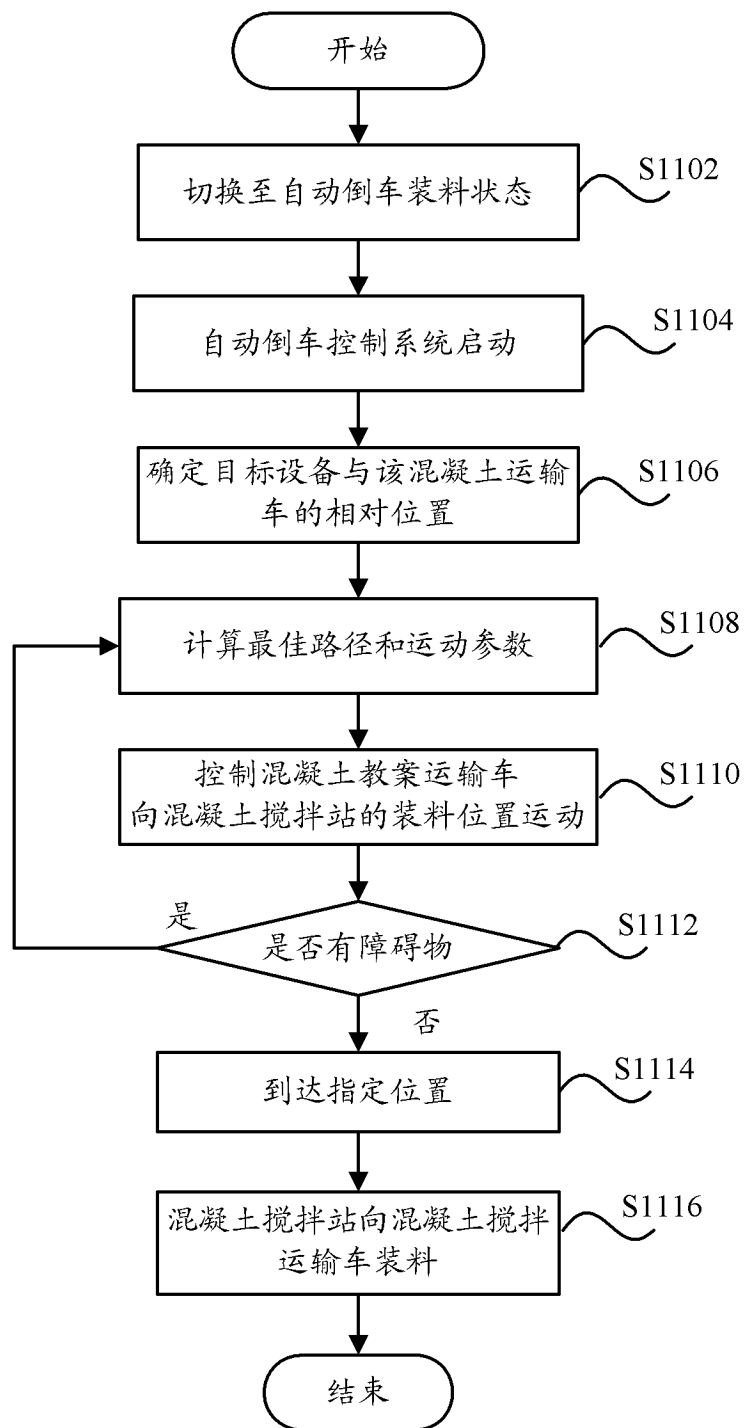 开始
切换至自动倒车装料状态
S1102
自动倒车控制系统启动
S1104
确定目标设备与该混凝土运输
车的相对位置
S1106
计算最佳路径和运动参数
S1108
控制混凝土教案运输车
向混凝土搅拌站的装料位置运动
S1110
是
是否有障碍物
S1112
否
到达指定位置
S1114
混凝土搅拌站向混凝土搅拌
运输车装料
S1116
结束